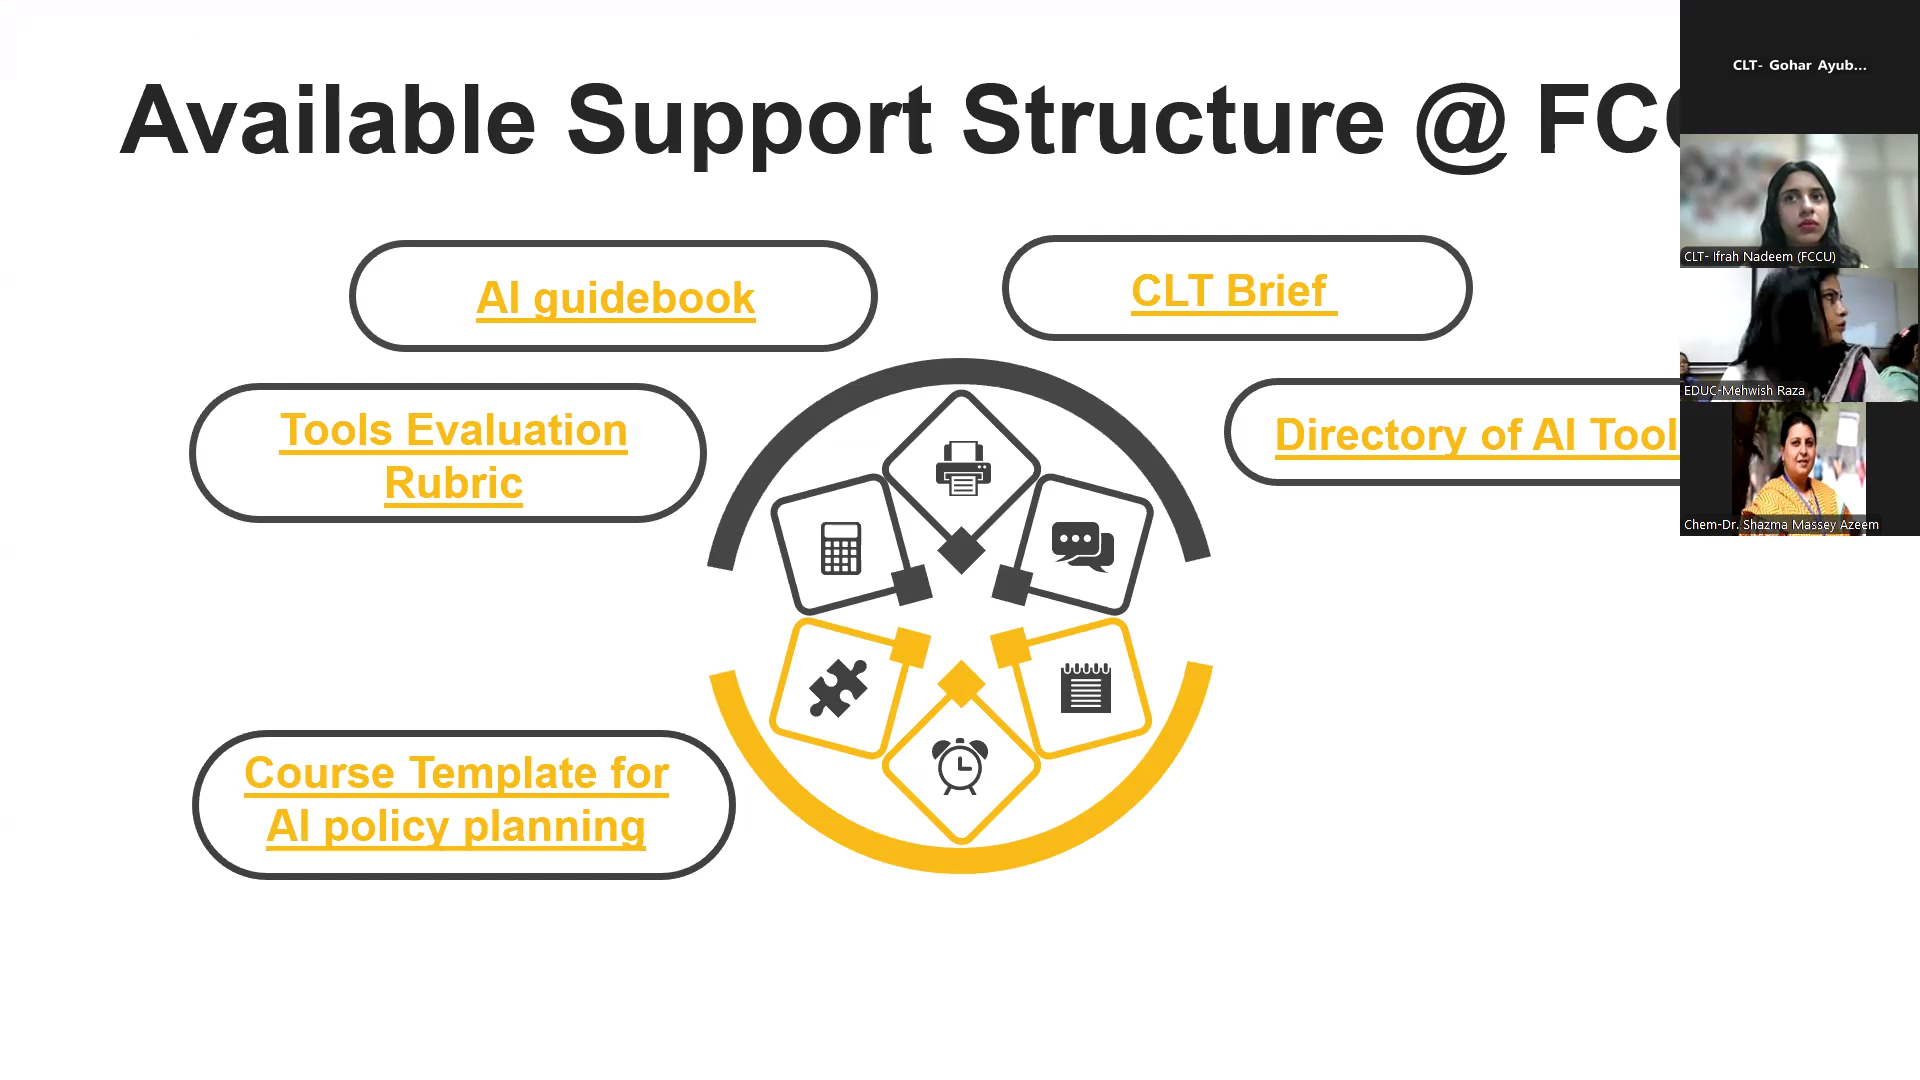 Available Support Structure @ FCC
CLT- Gohar Ayub...
AI guidebook
CLT Brief
CLT- Ifrah Nadeem (FCCU)
Tools Evaluation
Rubric
Directory of AI Tool
EDUC-Mehwish Raza
Chem-Dr. Shazma Massey Azeem
Course Template for
AI policy planning